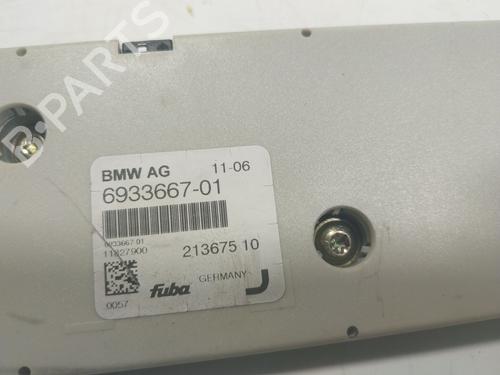 BMW AG 11-06
6933667-01
6933667 01
11827900 213675 10
fuba GERMANY
0057
B-PARTS